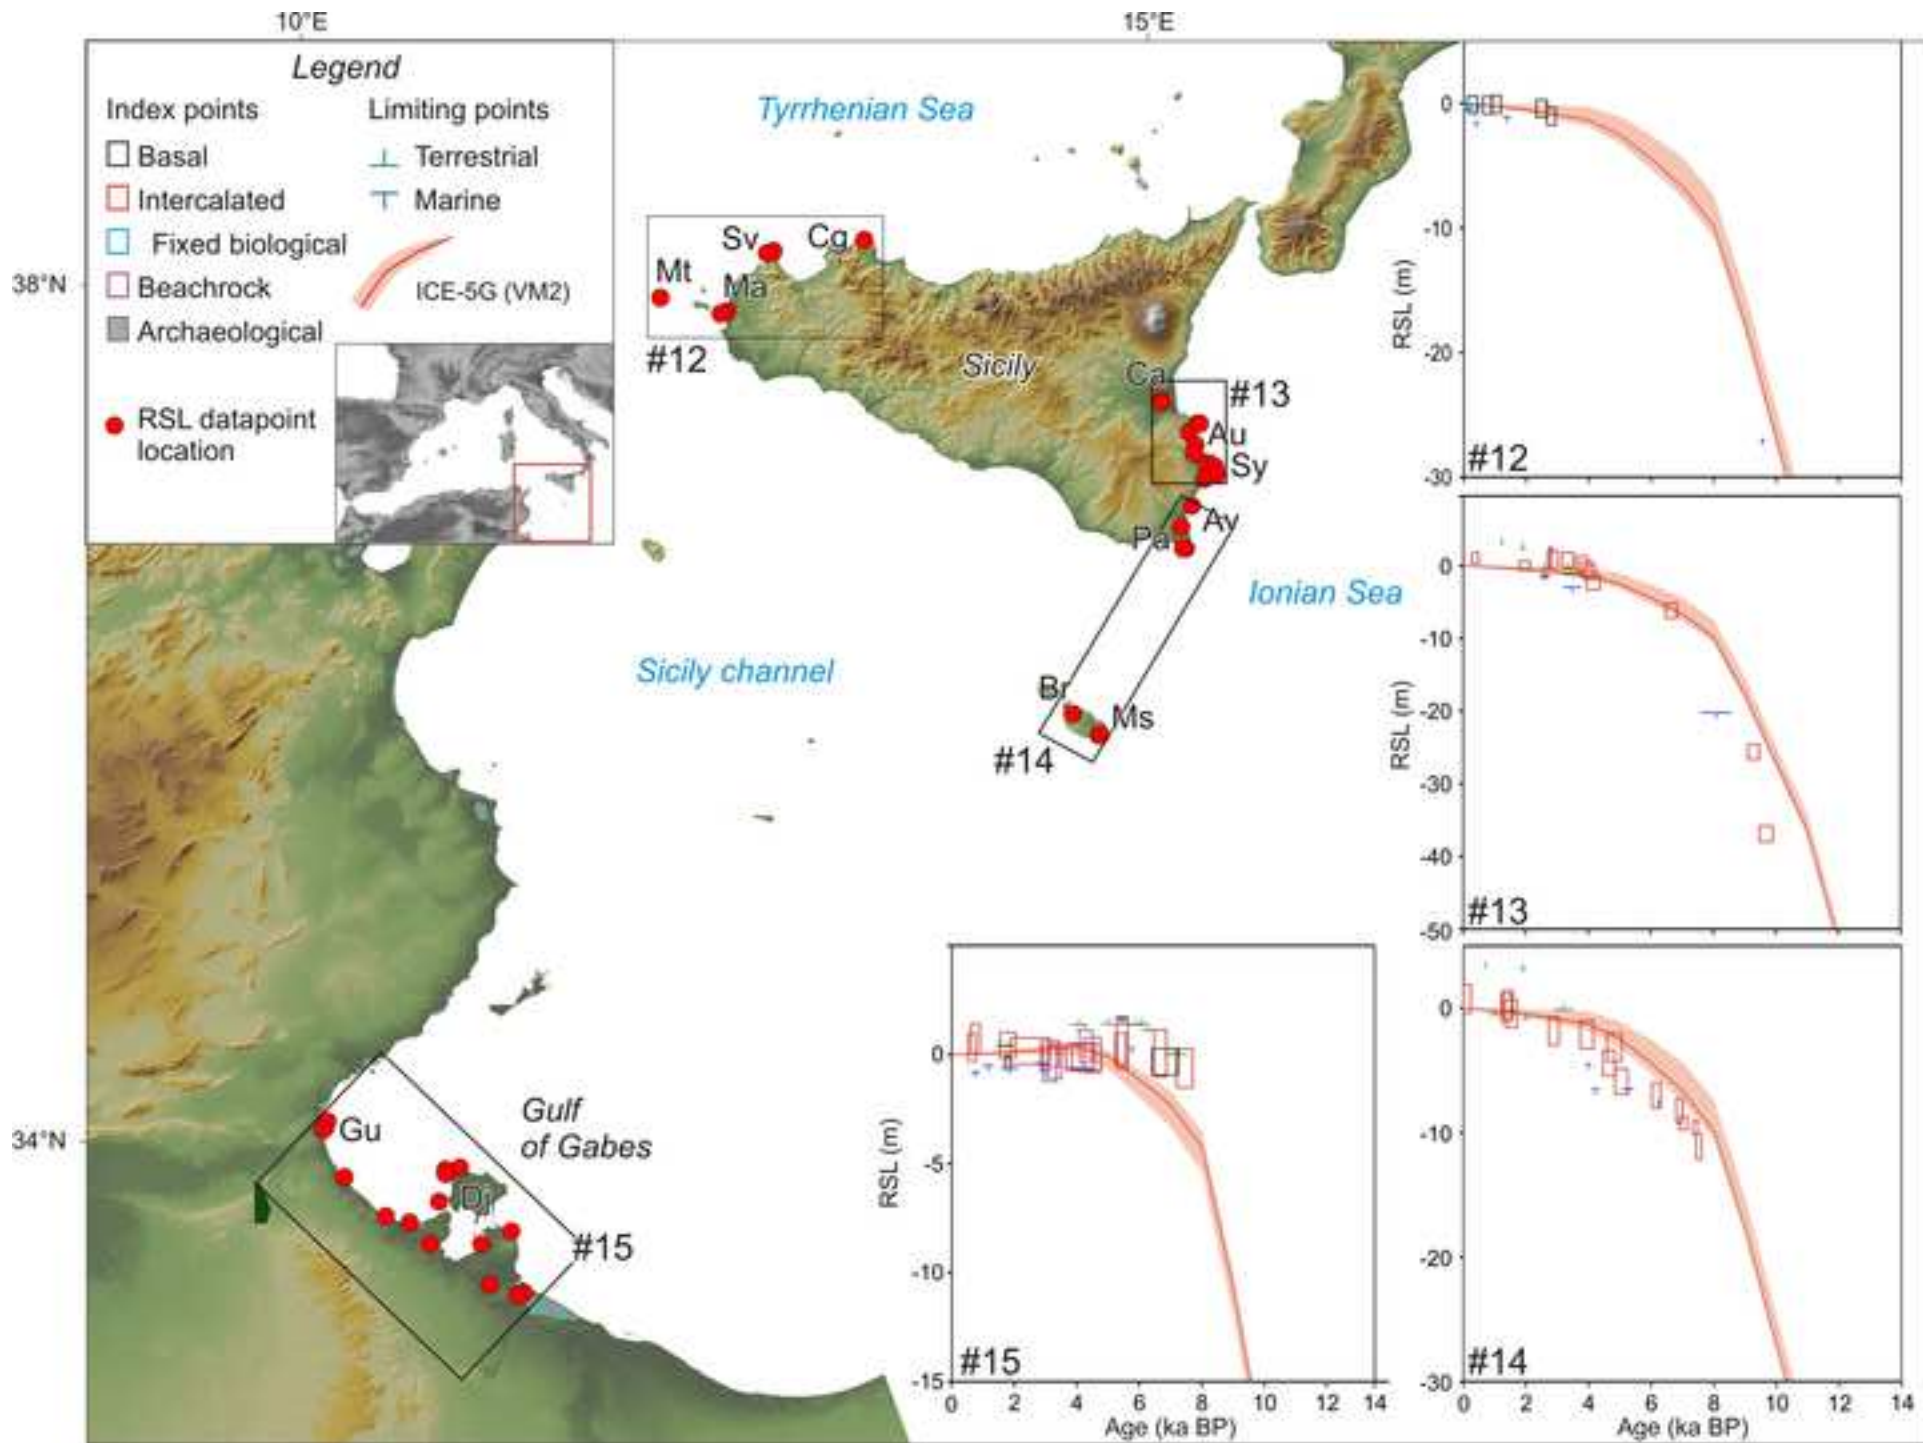 10°E
15°E
Legend
Index points
Limiting points
Basal
Terrestrial
Intercalated
Marine
Fixed biological
Beachrock
ICE-5G (VM2)
Archaeological
RSL datapoint
location
38°N
34°N
Tyrrhenian Sea
Sv
Cg
Mt
Ma
#12
Sicily
Ca
#13
Au
Sy
Av
Pa
Ionian Sea
Sicily channel
Br
Ms
#14
Gulf
of Gabes
Gu
Dj
#15
0
-10
-20
-30
RSL (m)
#12
0
-10
-20
-30
-40
-50
RSL (m)
#13
0
-5
-10
-15
RSL (m)
#15
0
2
4
6
8
10
12
14
Age (ka BP)
0
-10
-20
-30
RSL (m)
#14
0
2
4
6
8
10
12
14
Age (ka BP)